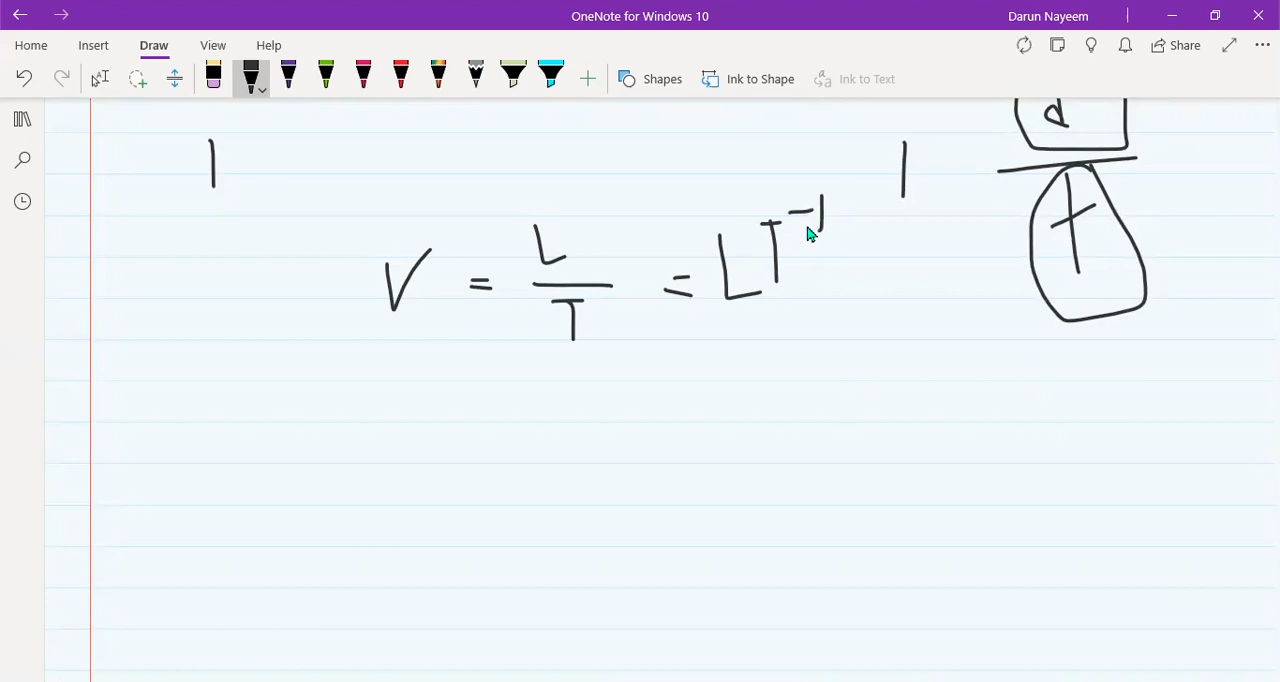 OneNote for Windows 10
Darun Nayeem
Home Insert Draw View Help
Share
Shapes Ink to Shape Ink to Text
d
t
V = L/T = LT⁻¹